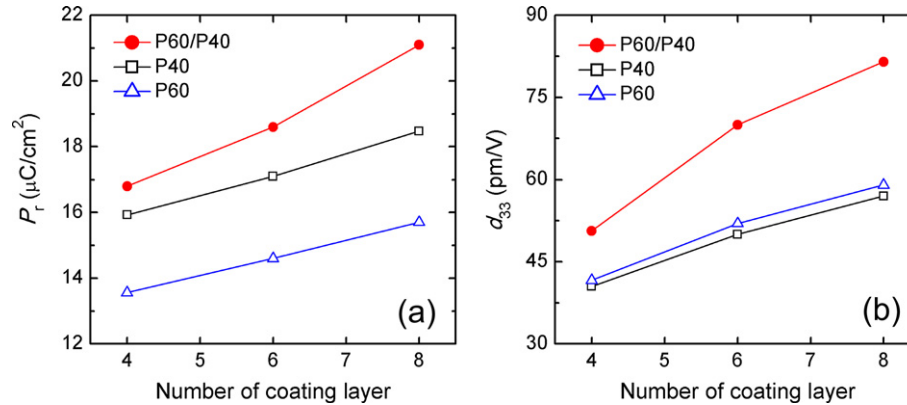 22
20
18
16
14
12
P_r (μC/cm²)
P60/P40
P40
P60
(a)
4 5 6 7 8
Number of coating layer
90
75
60
45
30
d_33 (pm/V)
P60/P40
P40
P60
(b)
4 5 6 7 8
Number of coating layer